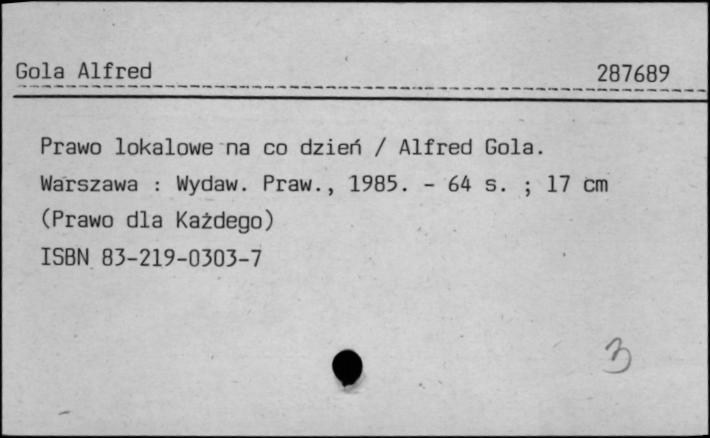 Gola Alfred 287689
Prawo lokalowe na co dzień / Alfred Gola.
Warszawa : Wydaw. Praw., 1985. - 64 s. ; 17 cm
(Prawo dla Każdego)
ISBN 83-219-0303-7
3